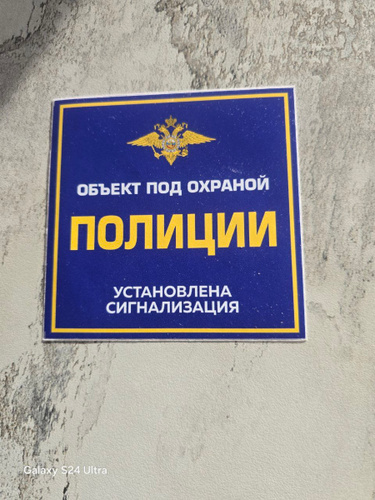 ОБЪЕКТ ПОД ОХРАНОЙ
ПОЛИЦИИ
УСТАНОВЛЕНА
СИГНАЛИЗАЦИЯ
Galaxy S24 Ultra